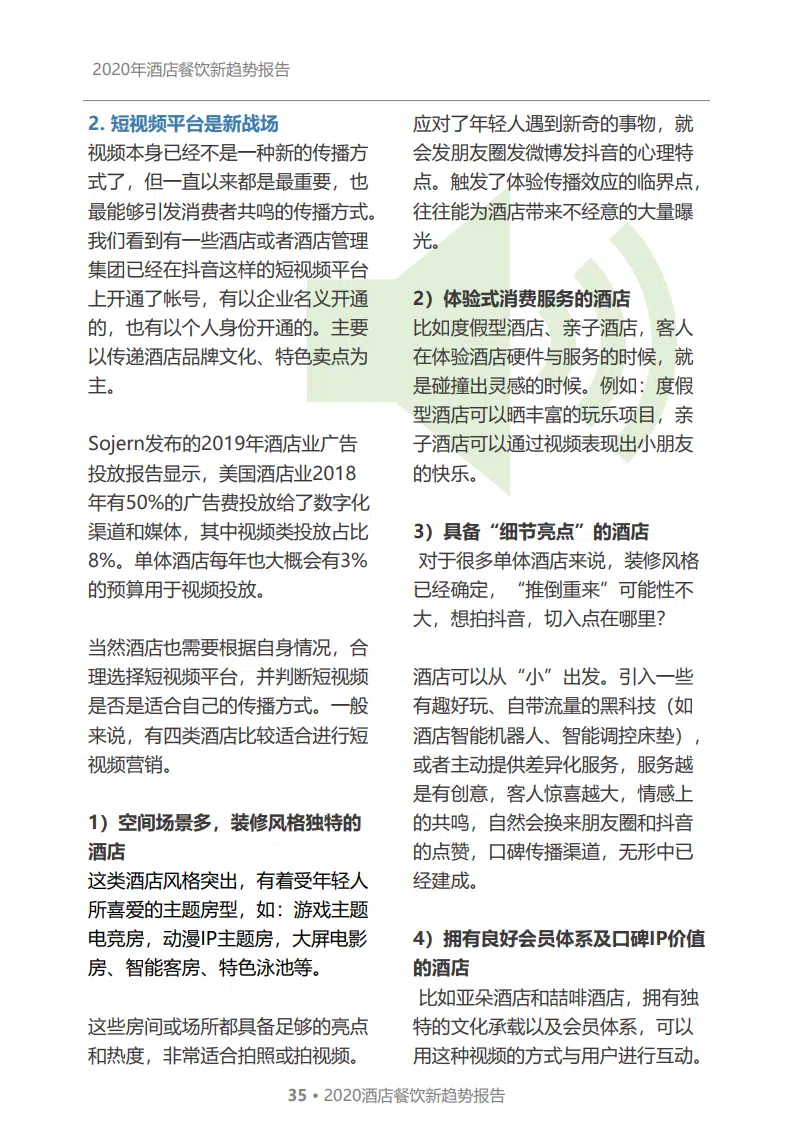 2020年酒店餐饮新趋势报告
2. 短视频平台是新战场
视频本身已经不是一种新的传播方
式了，但一直以来都是最重要，也
最能够引发消费者共鸣的传播方式。
我们看到有一些酒店或者酒店管理
集团已经在抖音这样的短视频平台
上开通了帐号，有以企业名义开通
的，也有以个人身份开通的。主要
以传递酒店品牌文化、特色卖点为
主。
Sojern发布的2019年酒店业广告
投放报告显示，美国酒店业2018
年有50%的广告费投放给了数字化
渠道和媒体，其中视频类投放占比
8%。单体酒店每年也大概会有3%
的预算用于视频投放。
当然酒店也需要根据自身情况，合
理选择短视频平台，并判断短视频
是否是适合自己的传播方式。一般
来说，有四类酒店比较适合进行短
视频营销。
1）空间场景多，装修风格独特的
酒店
这类酒店风格突出，有着受年轻人
所喜爱的主题房型，如：游戏主题
电竞房，动漫IP主题房，大屏电影
房、智能客房、特色泳池等。
这些房间或场所都具备足够的亮点
和热度，非常适合拍照或拍视频。
应对了年轻人遇到新奇的事物，就
会发朋友圈发微博发抖音的心理特
点。触发了体验传播效应的临界点，
往往能为酒店带来不经意的大量曝
光。
2）体验式消费服务的酒店
比如度假型酒店、亲子酒店，客人
在体验酒店硬件与服务的时候，就
是碰撞出灵感的时候。例如：度假
型酒店可以晒丰富的玩乐项目，亲
子酒店可以通过视频表现出小朋友
的快乐。
3）具备“细节亮点”的酒店
对于很多单体酒店来说，装修风格
已经确定，“推倒重来”可能性不
大，想拍抖音，切入点在哪里？
酒店可以从“小”出发。引入一些
有趣好玩、自带流量的黑科技（如
酒店智能机器人、智能调控床垫），
或者主动提供差异化服务，服务越
是有创意，客人惊喜越大，情感上
的共鸣，自然会换来朋友圈和抖音
的点赞，口碑传播渠道，无形中已
经建成。
4）拥有良好会员体系及口碑IP价值
的酒店
比如亚朵酒店和喆啡酒店，拥有独
特的文化承载以及会员体系，可以
用这种视频的方式与用户进行互动。
35 • 2020酒店餐饮新趋势报告